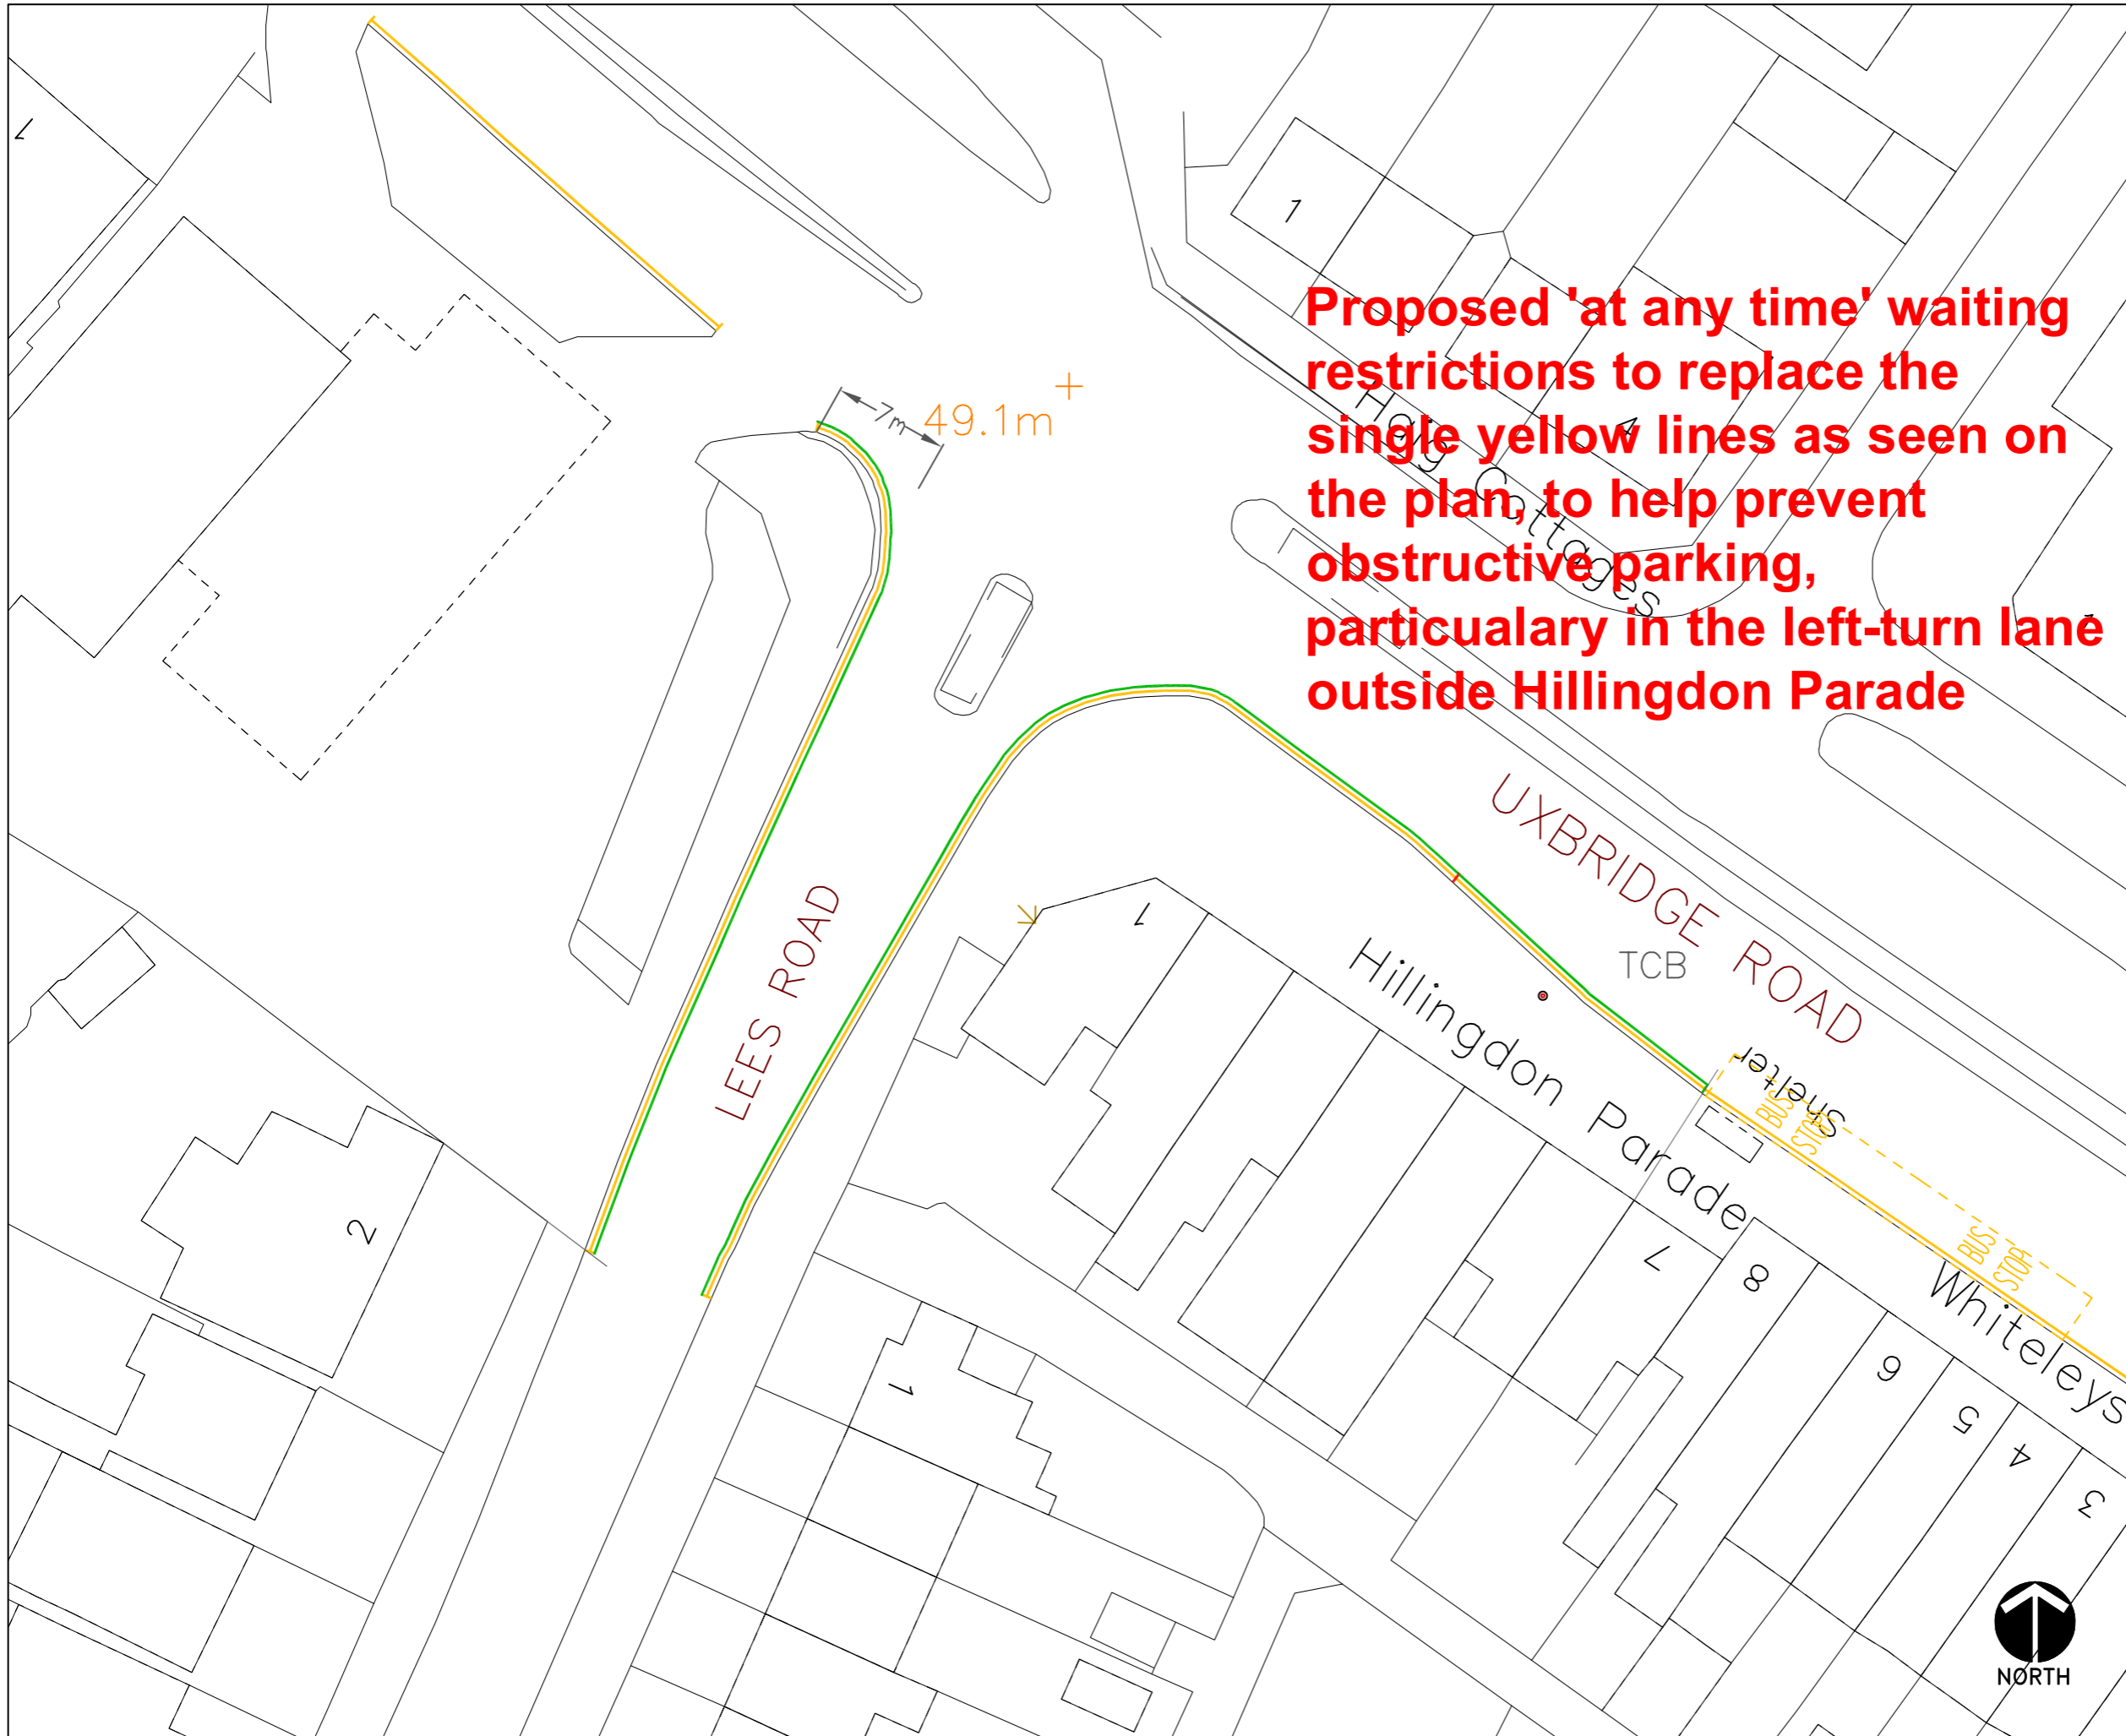 7
1
Proposed 'at any time' waiting
restrictions to replace the
single yellow lines as seen on
the plan, to help prevent
obstructive parking,
particualary in the left-turn lane
outside Hillingdon Parade
4
Hgih Cottages
7m
49.1m
UXBRIDGE ROAD
TCB
LEES ROAD
1
Hillingdon Parade
Shelter
BUS
STOP
BUS
STOP
Whiteleys
2
1
7
8
6
5
4
3
NORTH